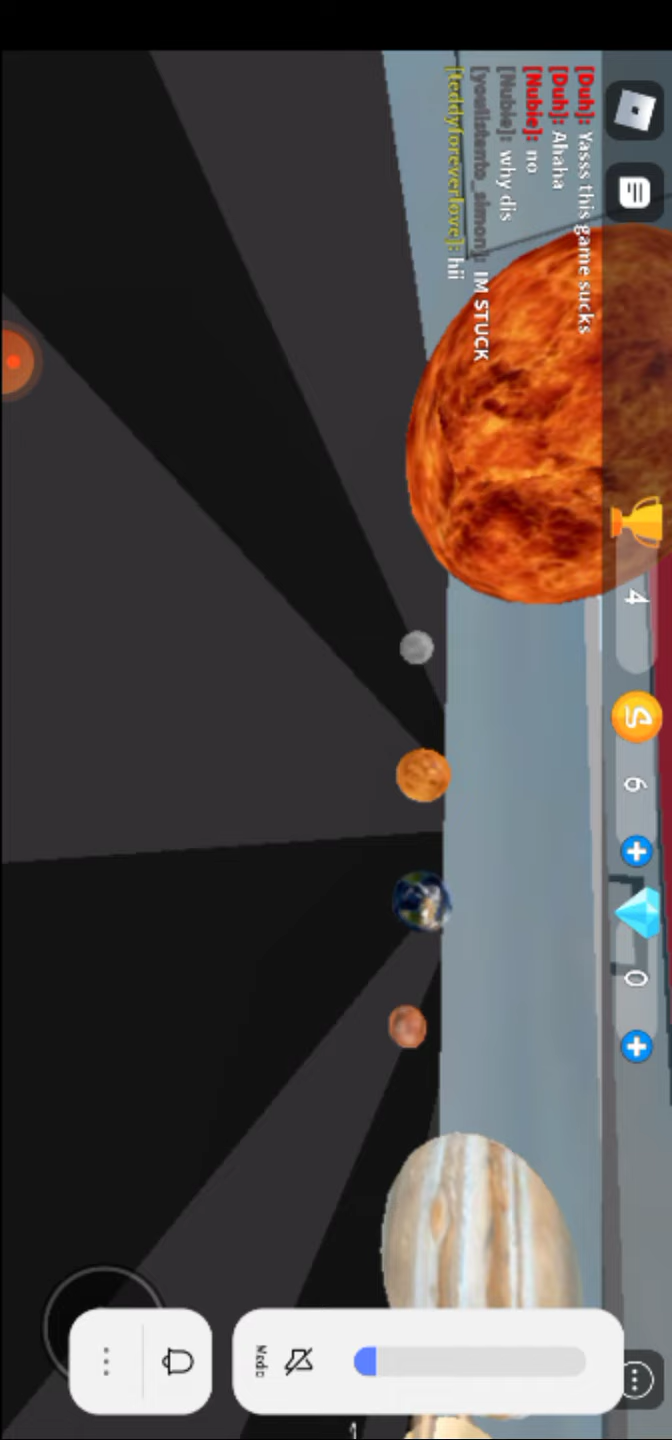 [Duh]: Yasss this game sucks
[Duh]: Ahaha
[Nubie]: no
[Nubie]: why dis
[youlistento_simon]: IM STUCK
[teddyforeverlove]: hii
4
6
0
Media